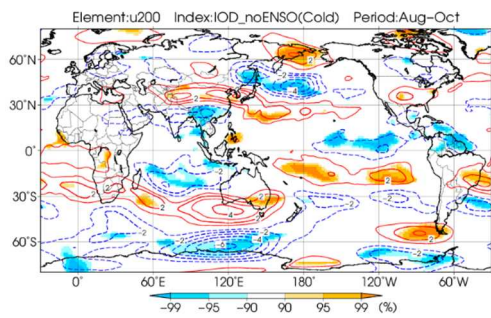 Element:u200 Index:IOD_noENSO(Cold) Period:Aug-Oct
60°N
30°N
0°
30°S
60°S
0° 60°E 120°E 180° 120°W 60°W
-99 -95 -90 90 95 99 (%)